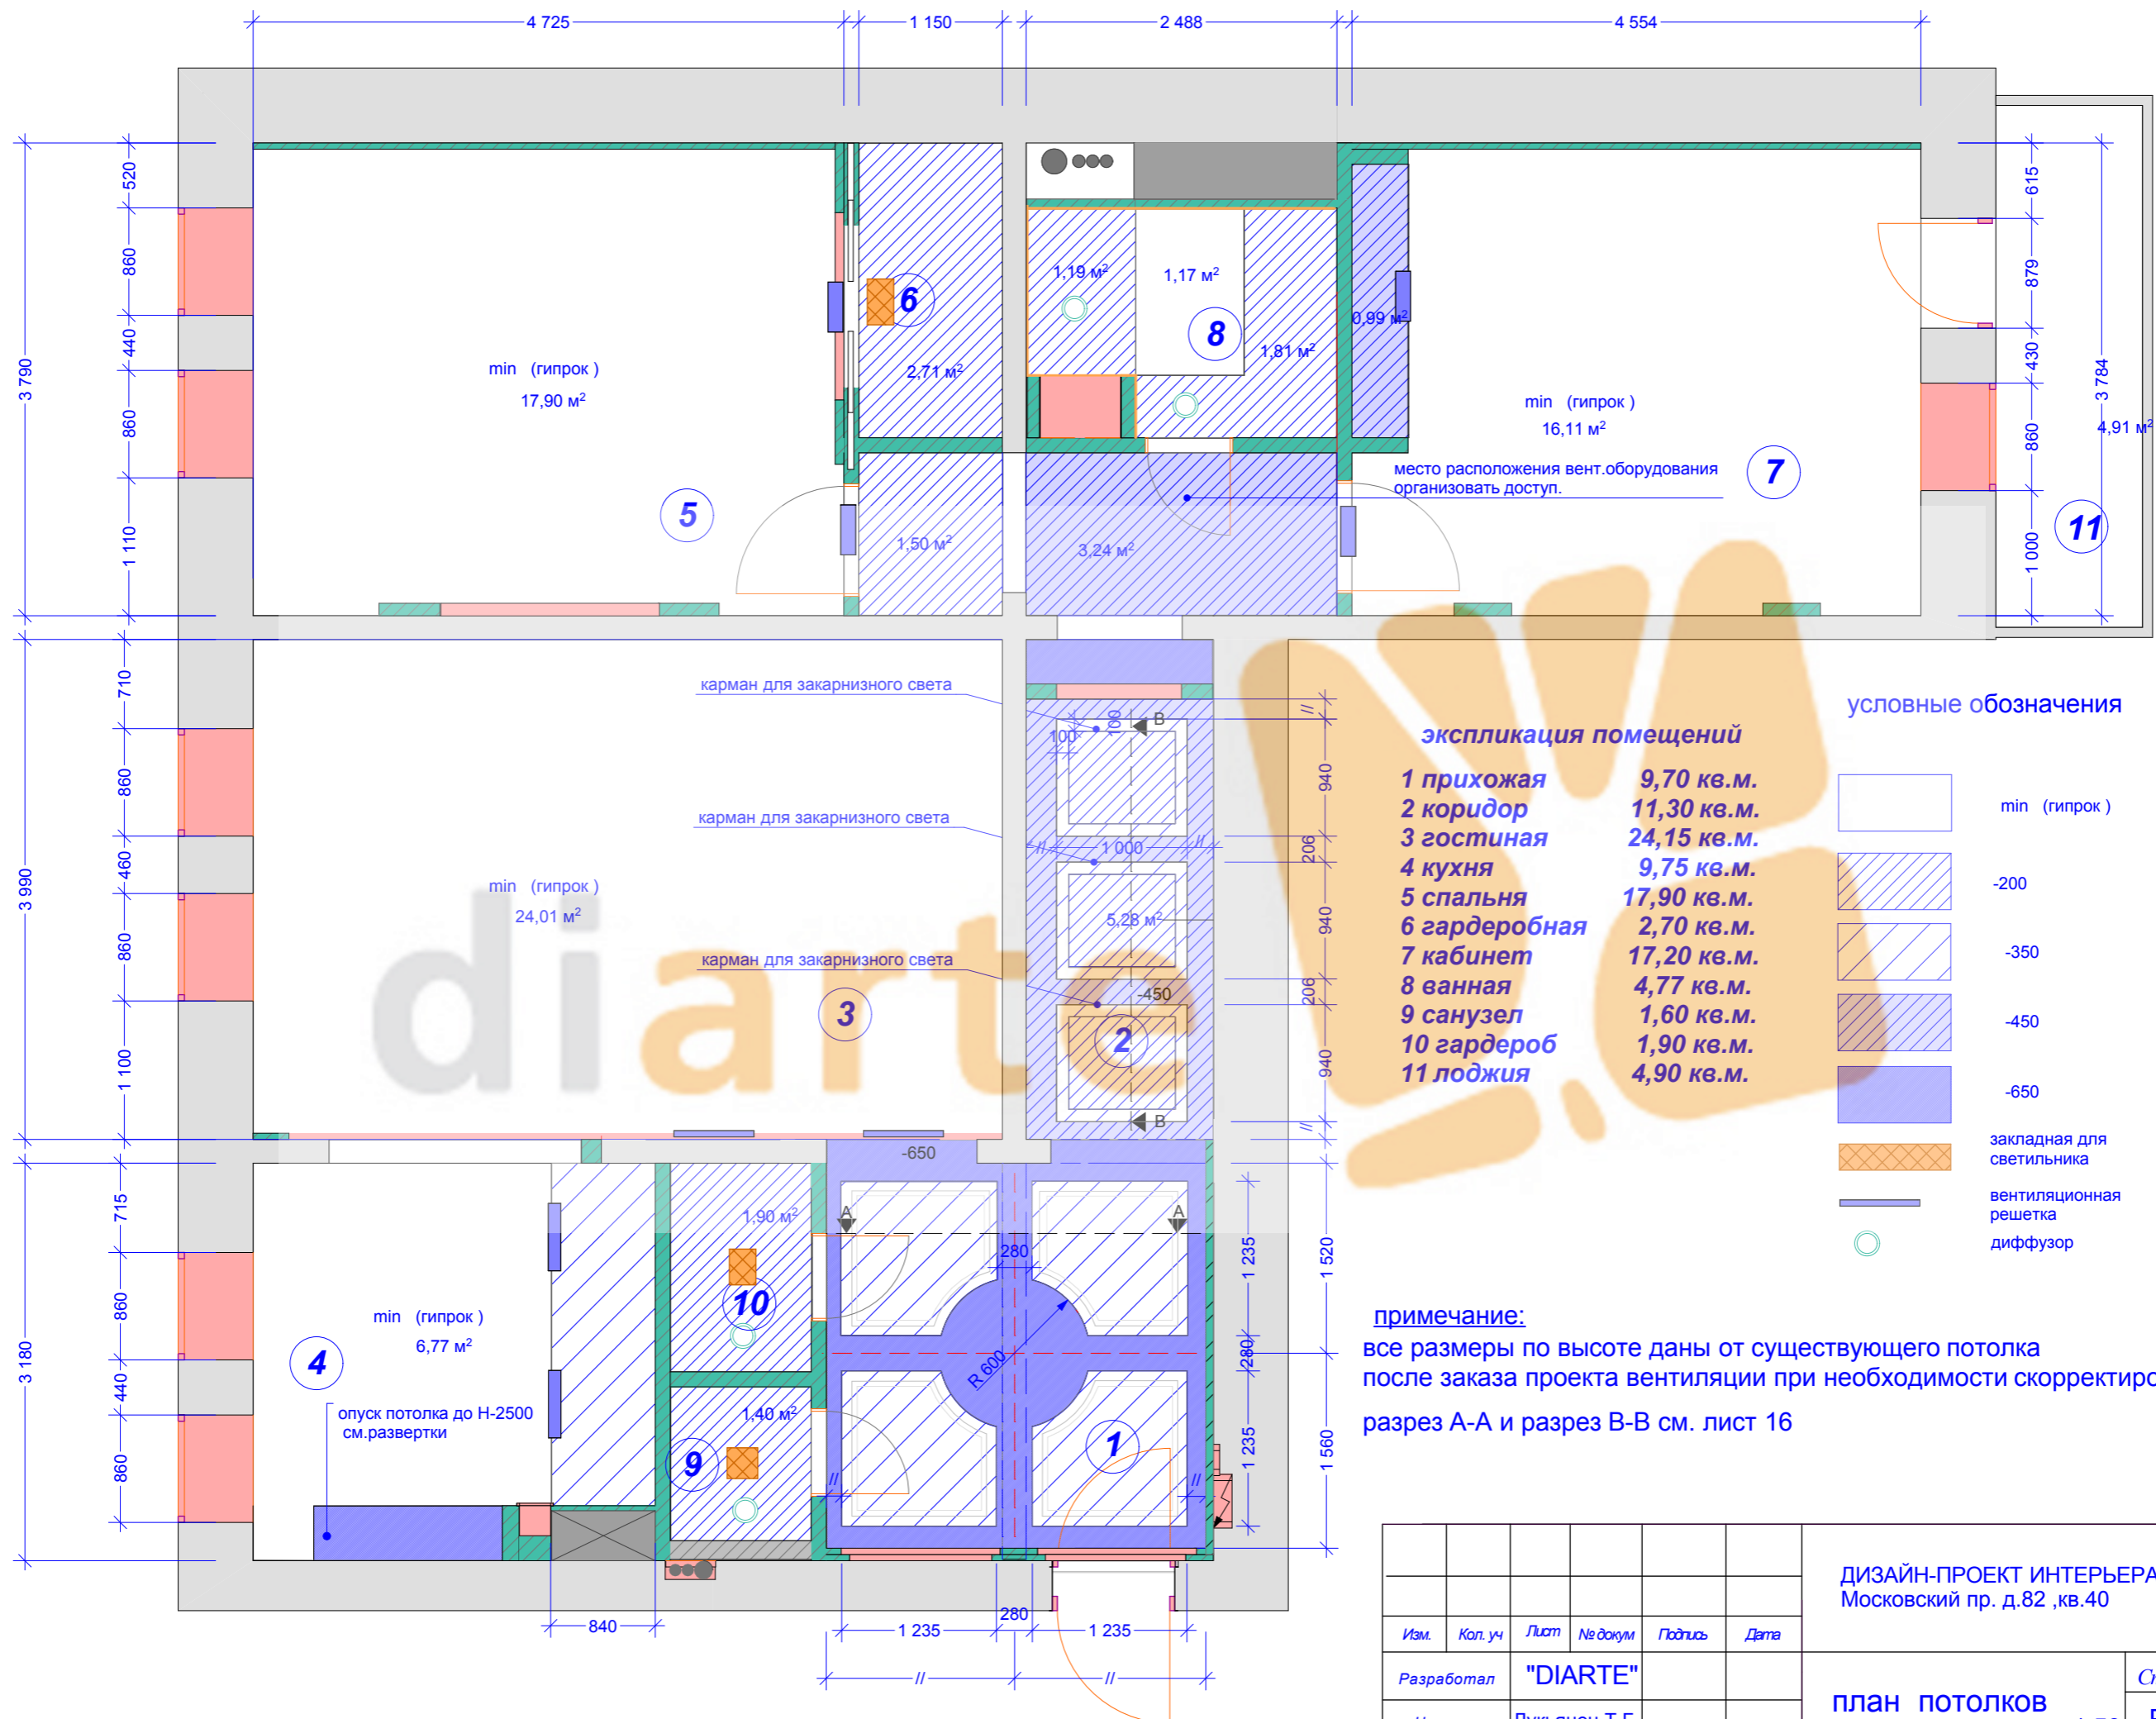 4 725
1 150
2 488
4 554
3 790
520
860
440
860
1 110
3 990
710
860
460
860
1 100
3 180
715
860
440
860
615
879
430
860
1 000
3 784
4,91 м²
11
min (гипрок )
17,90 м²
5
6
2,71 м²
1,50 м²
1,19 м²
1,17 м²
8
1,81 м²
0,99 м²
3,24 м²
min (гипрок )
16,11 м²
7
место расположения вент.оборудования
организовать доступ.
карман для закарнизного света
карман для закарнизного света
карман для закарнизного света
min (гипрок )
24,01 м²
3
100
100
B
1 000
5,28 м²
-450
2
B
//
940
206
940
206
940
//
//
//
diarte
экспликация помещений
1 прихожая 9,70 кв.м.
2 коридор 11,30 кв.м.
3 гостиная 24,15 кв.м.
4 кухня 9,75 кв.м.
5 спальня 17,90 кв.м.
6 гардеробная 2,70 кв.м.
7 кабинет 17,20 кв.м.
8 ванная 4,77 кв.м.
9 санузел 1,60 кв.м.
10 гардероб 1,90 кв.м.
11 лоджия 4,90 кв.м.
условные обозначения
min (гипрок )
-200
-350
-450
-650
закладная для
светильника
вентиляционная
решетка
диффузор
-650
1,90 м²
10
1,40 м²
9
A
A
280
R 600
1
//
//
1 235
280
1 235
1 520
1 560
min (гипрок )
6,77 м²
4
опуск потолка до Н-2500
см.развертки
840
1 235
280
1 235
//
//
примечание:
все размеры по высоте даны от существующего потолка
после заказа проекта вентиляции при необходимости скорректиро
разрез А-А и разрез В-В см. лист 16
ДИЗАЙН-ПРОЕКТ ИНТЕРЬЕРА
Московский пр. д.82 ,кв.40
Изм.
Кол. уч
Лист
№ докум
Подпись
Дата
Разработал
"DIARTE"
план потолков